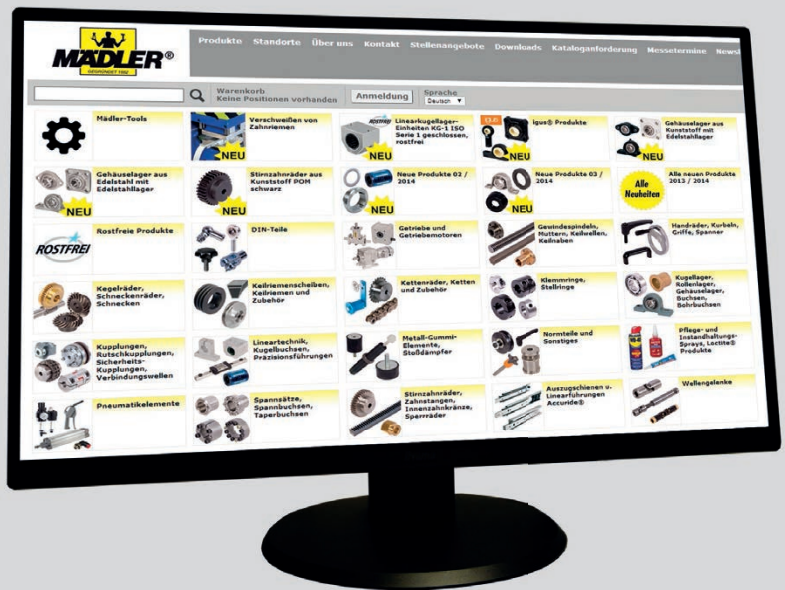 MÄDLER®
GEGRÜNDET 1882
Produkte Standorte Über uns Kontakt Stellenangebote Downloads Kataloganforderung Messetermine Newsl
Warenkorb
Keine Positionen vorhanden
Anmeldung
Sprache
Deutsch
Mädler-Tools
Verschweißen von
Zahnriemen
NEU
ROSTFREI
Linearkugellager-
Einheiten KG-1 ISO
Serie 1 geschlossen,
rostfrei
NEU
igus® Produkte
NEU
Gehäuselager aus
Kunststoff mit
Edelstahllager
NEU
Gehäuselager aus
Edelstahl mit
Edelstahllager
NEU
Stirnzahnräder aus
Kunststoff POM
schwarz
NEU
Neue Produkte 02 /
2014
NEU
Neue Produkte 03 /
2014
NEU
Alle
Neuheiten
Alle neuen Produkte
2013 / 2014
ROSTFREI
Rostfreie Produkte
DIN-Teile
Getriebe und
Getriebemotoren
Gewindespindeln,
Muttern, Keilwellen,
Keilnaben
Handräder, Kurbeln,
Griffe, Spanner
Kegelräder,
Schneckenräder,
Schnecken
Keilriemenscheiben,
Keilriemen und
Zubehör
Kettenräder, Ketten
und Zubehör
Klemmringe,
Stellringe
Kugellager,
Rollenlager,
Gehäuselager,
Buchsen,
Bohrbuchsen
Kupplungen,
Rutschkupplungen,
Sicherheits-
Kupplungen,
Verbindungswellen
Lineartechnik,
Kugelbuchsen,
Präzisionsführungen
Metall-Gummi-
Elemente,
Stoßdämpfer
Normteile und
Sonstiges
Pflege- und
Instandhaltungs-
Sprays, Loctite®
Produkte
Pneumatikelemente
Spannsätze,
Spannbuchsen,
Taperbuchsen
Stirnzahnräder,
Zahnstangen,
Innenzahnkränze,
Sperrräder
Auszugschienen u.
Linearführungen
Accuride®
Wellengelenke